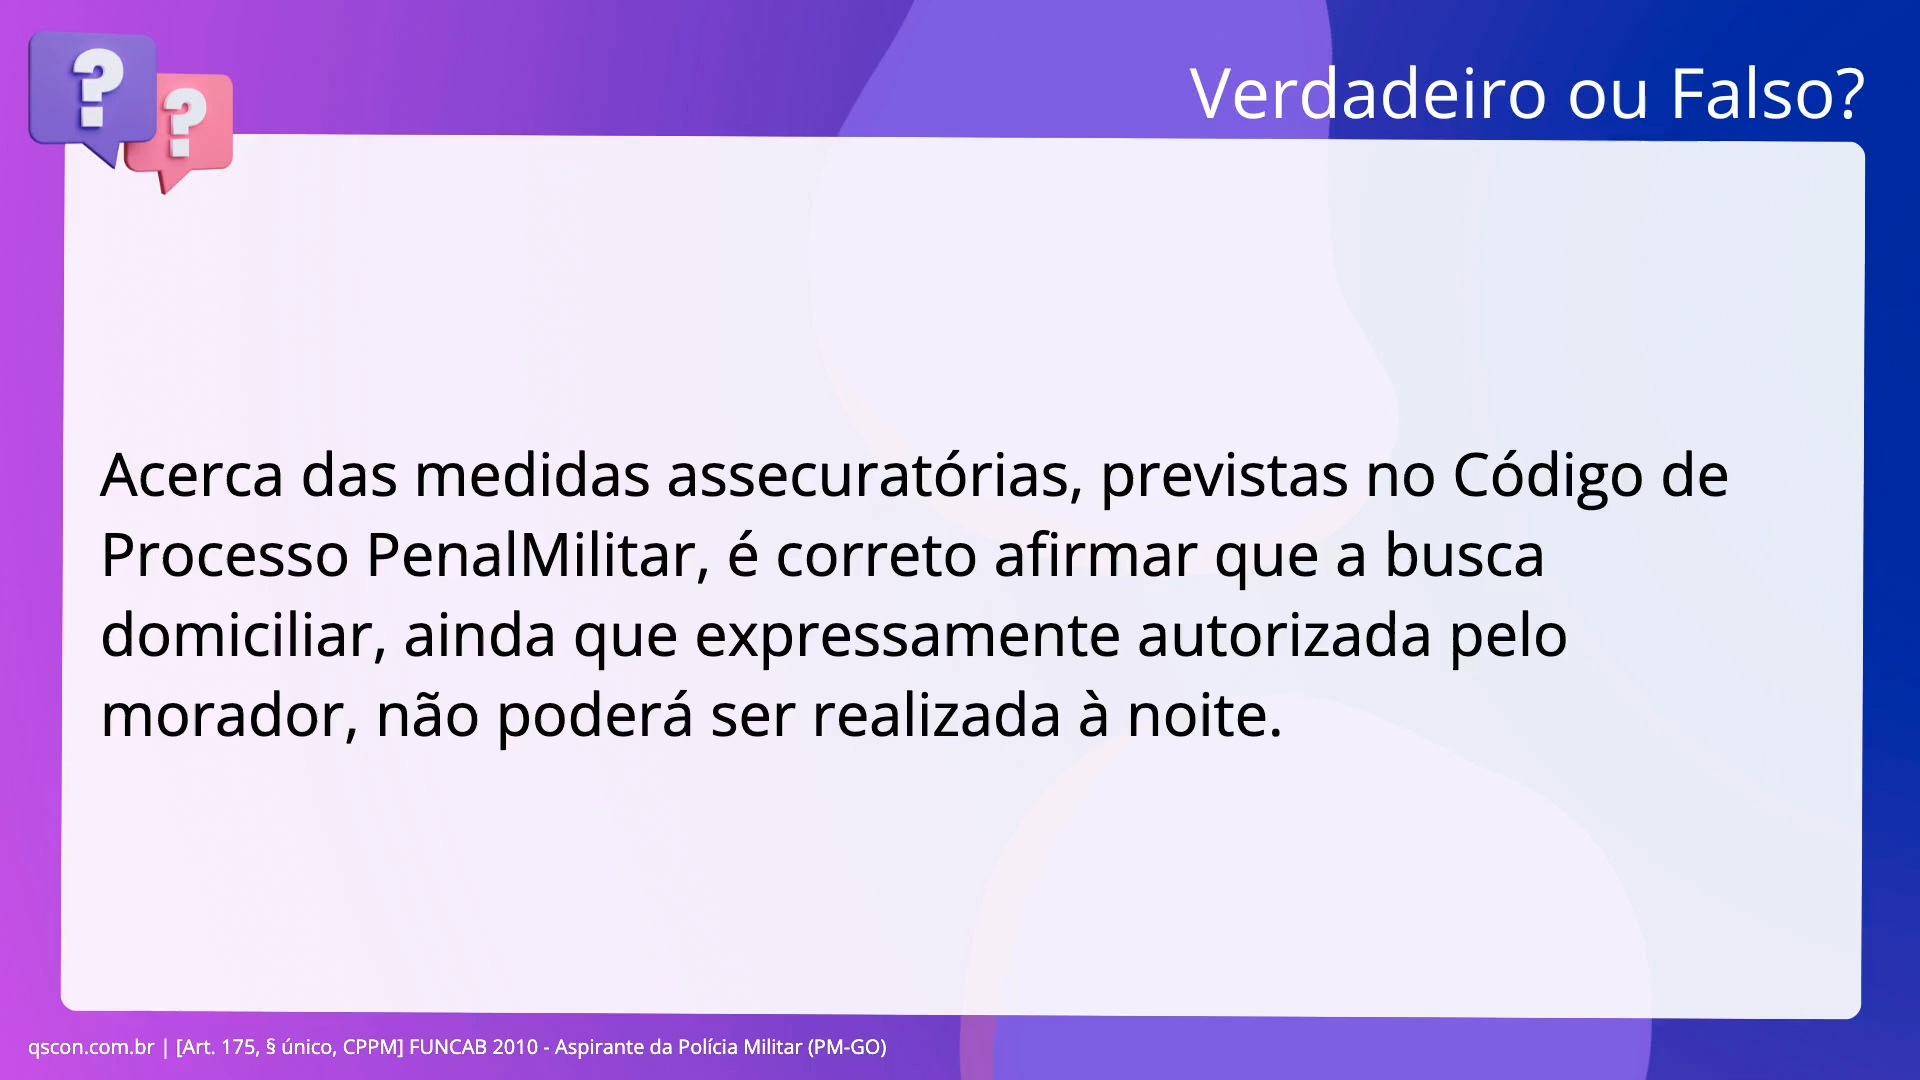 Verdadeiro ou Falso?
Acerca das medidas assecuratórias, previstas no Código de
Processo PenalMilitar, é correto afirmar que a busca
domiciliar, ainda que expressamente autorizada pelo
morador, não poderá ser realizada à noite.
qscon.com.br | [Art. 175, § único, CPPM] FUNCAB 2010 - Aspirante da Polícia Militar (PM-GO)